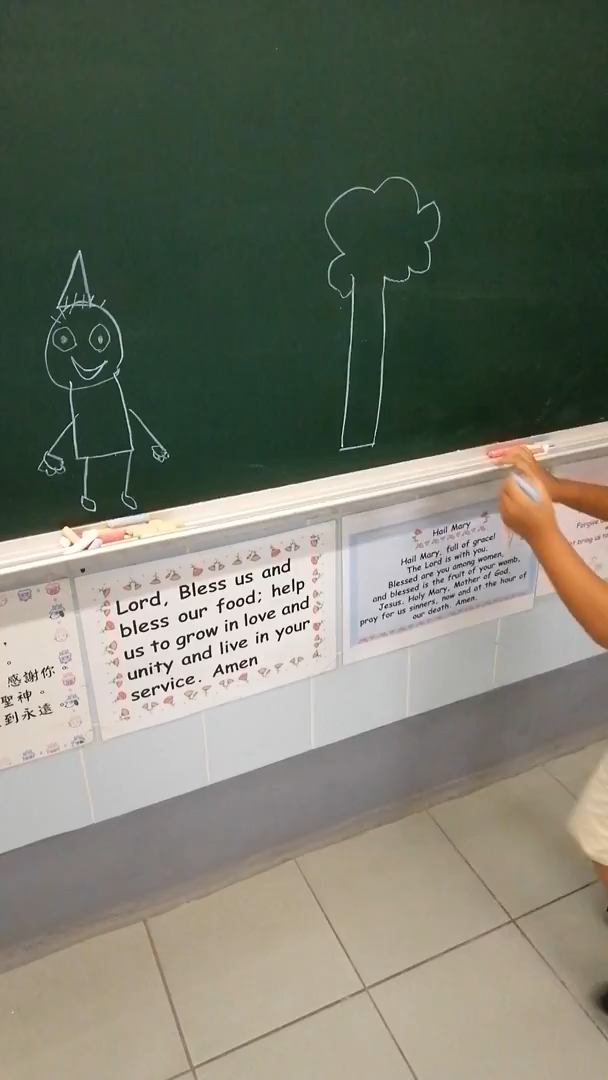 感謝你。
聖神。
到永遠。
Lord, Bless us and
bless our food; help
us to grow in love and
unity and live in your
service. Amen
Hail Mary
Hail Mary, full of grace!
The Lord is with you.
Blessed are you among women,
and blessed is the fruit of your womb,
Jesus. Holy Mary, Mother of God,
pray for us sinners, now and at the hour of
our death. Amen.
Forgive
bring us to